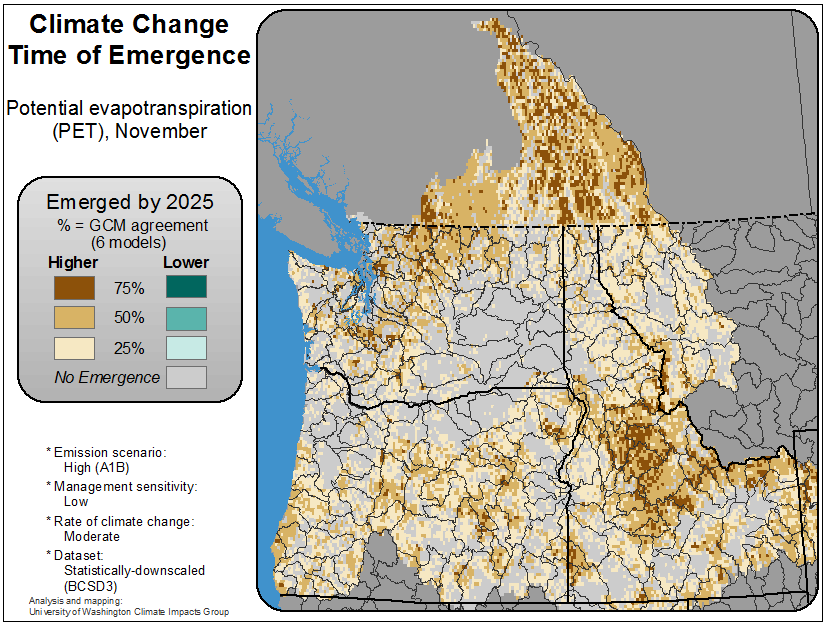 Climate Change
Time of Emergence
Potential evapotranspiration
(PET), November
Emerged by 2025
% = GCM agreement
(6 models)
Higher Lower
75%
50%
25%
No Emergence
* Emission scenario:
High (A1B)
* Management sensitivity:
Low
* Rate of climate change:
Moderate
* Dataset:
Statistically-downscaled
(BCSD3)
Analysis and mapping:
University of Washington Climate Impacts Group